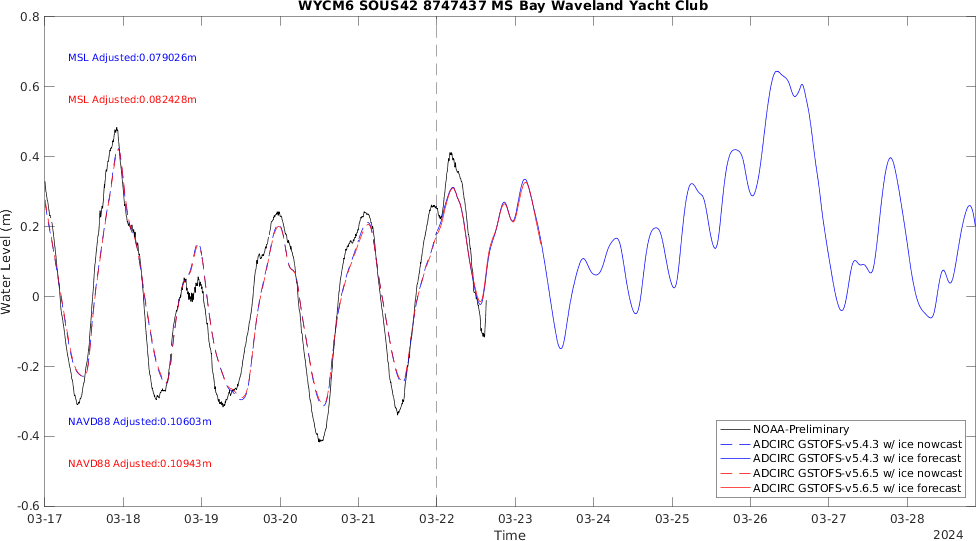 WYCM6 SOUS42 8747437 MS Bay Waveland Yacht Club
0.8
0.6
0.4
0.2
0
-0.2
-0.4
-0.6
Water Level (m)
MSL Adjusted:0.079026m
MSL Adjusted:0.082428m
NAVD88 Adjusted:0.10603m
NAVD88 Adjusted:0.10943m
NOAA-Preliminary
ADCIRC GSTOFS-v5.4.3 w/ ice nowcast
ADCIRC GSTOFS-v5.4.3 w/ ice forecast
ADCIRC GSTOFS-v5.6.5 w/ ice nowcast
ADCIRC GSTOFS-v5.6.5 w/ ice forecast
03-17 03-18 03-19 03-20 03-21 03-22 03-23 03-24 03-25 03-26 03-27 03-28
Time
2024